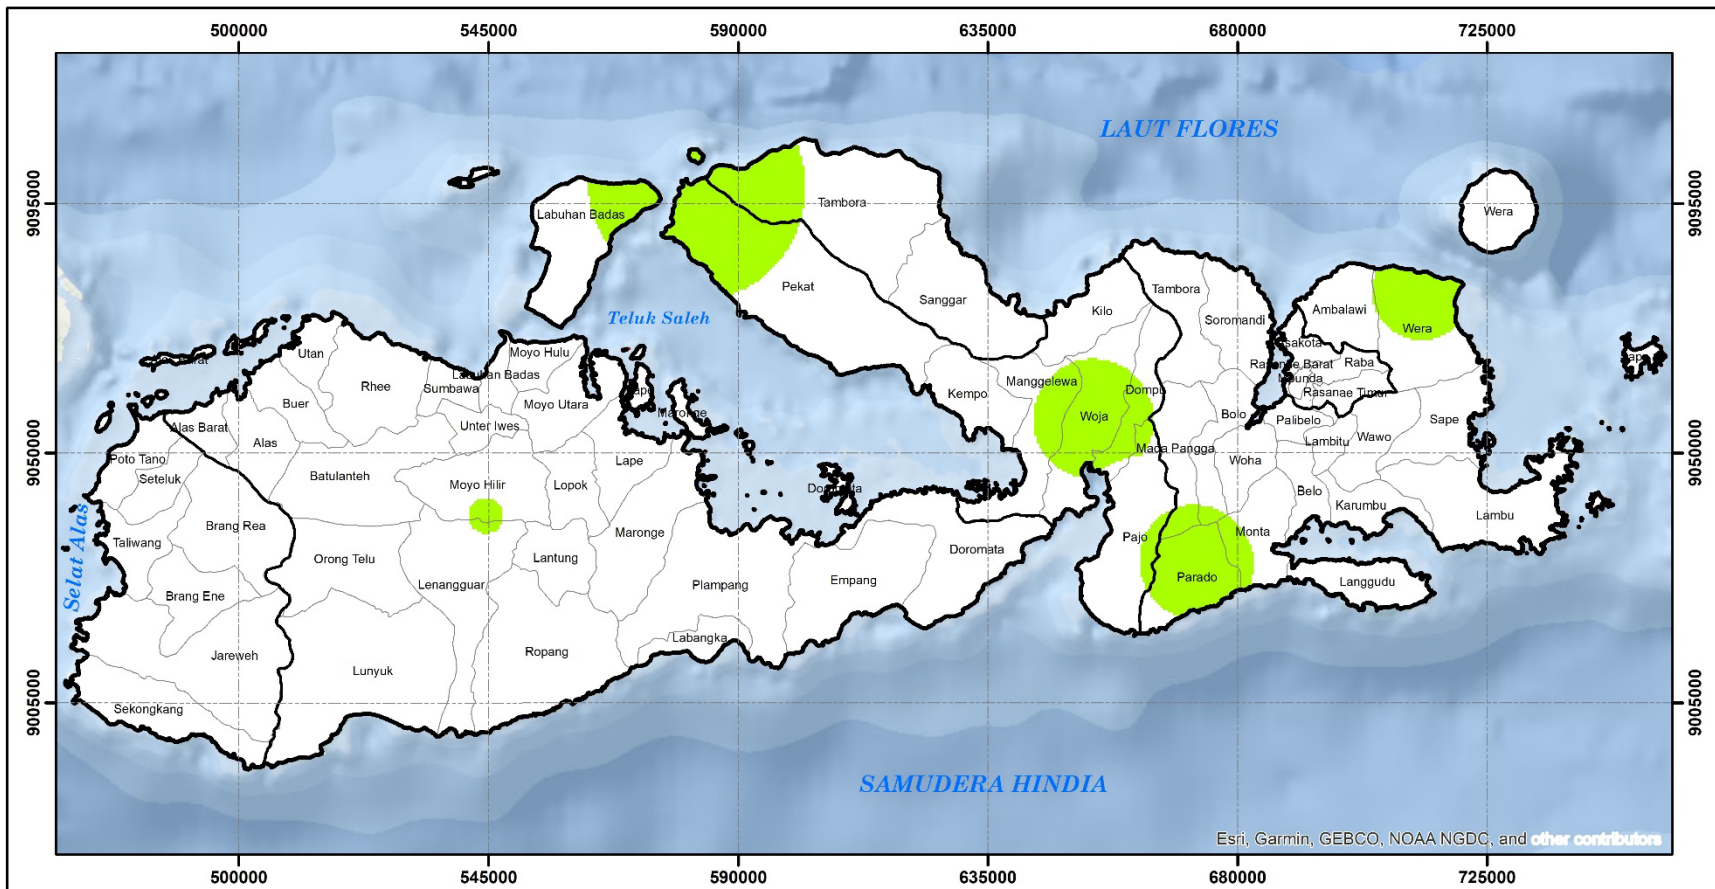 500000 545000 590000 635000 680000 725000
LAUT FLORES
9095000
9095000
Labuhan Badas
Tambora
Wera
Pekat
Sanggar
Kilo
Tambora
Soromandi
Ambalawi
Wera
Teluk Saleh
Utan
Rhee
Moyo Hulu
Labuhan Badas
Sumbawa
Moyo Utara
Buer
Alas Barat
Alas
Unter Iwes
Maronge
Kempo
Manggelewa
Dompu
Woja
Rasanae Barat
Raba
Rasanae Timur
Bolo
Palibelo
Sape
Lambitu
Wawo
Mada Pangga
Woha
9050000
9050000
Poto Tano
Seteluk
Batulanteh
Moyo Hilir
Lopok
Lape
Belo
Karumbu
Lambu
Brang Rea
Taliwang
Selat Alas
Orong Telu
Lenangguar
Lantung
Maronge
Plampang
Empang
Doromata
Pajo
Monta
Parado
Langgudu
Brang Ene
Jareweh
Lunyuk
Ropang
Labangka
Sekongkang
9005000
9005000
SAMUDERA HINDIA
Esri, Garmin, GEBCO, NOAA NGDC, and other contributors
500000 545000 590000 635000 680000 725000